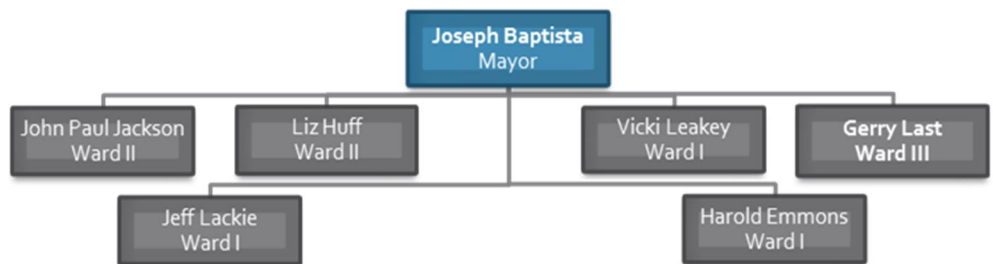 Joseph Baptista
Mayor
John Paul Jackson
Ward II
Liz Huff
Ward II
Vicki Leakey
Ward I
Gerry Last
Ward III
Jeff Lackie
Ward I
Harold Emmons
Ward I